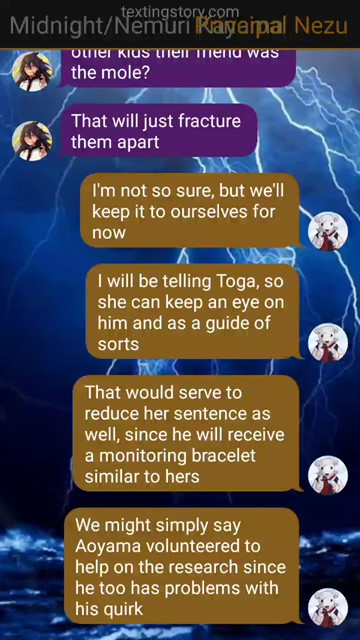 textingstory.com
Midnight/Nemuri Kayama
Principal Nezu
other kids their friend was
the mole?
That will just fracture
them apart
I'm not so sure, but we'll
keep it to ourselves for
now
I will be telling Toga, so
she can keep an eye on
him and as a guide of
sorts
That would serve to
reduce her sentence as
well, since he will receive
a monitoring bracelet
similar to hers
We might simply say
Aoyama volunteered to
help on the research since
he too has problems with
his quirk